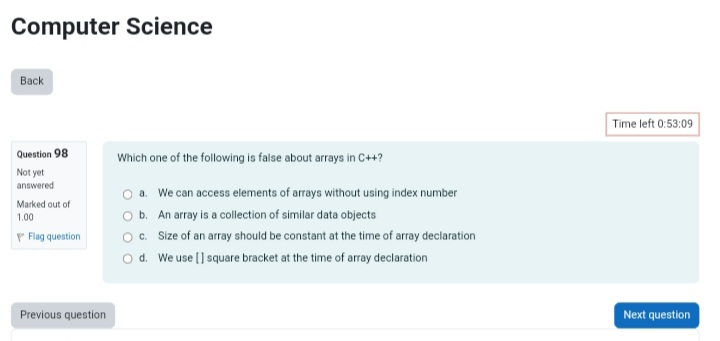 Computer Science
Back
Time left 0:53:09
Question 98
Not yet
answered
Marked out of
1.00
Flag question
Which one of the following is false about arrays in C++?
a. We can access elements of arrays without using index number
b. An array is a collection of similar data objects
c. Size of an array should be constant at the time of array declaration
d. We use [] square bracket at the time of array declaration
Previous question
Next question